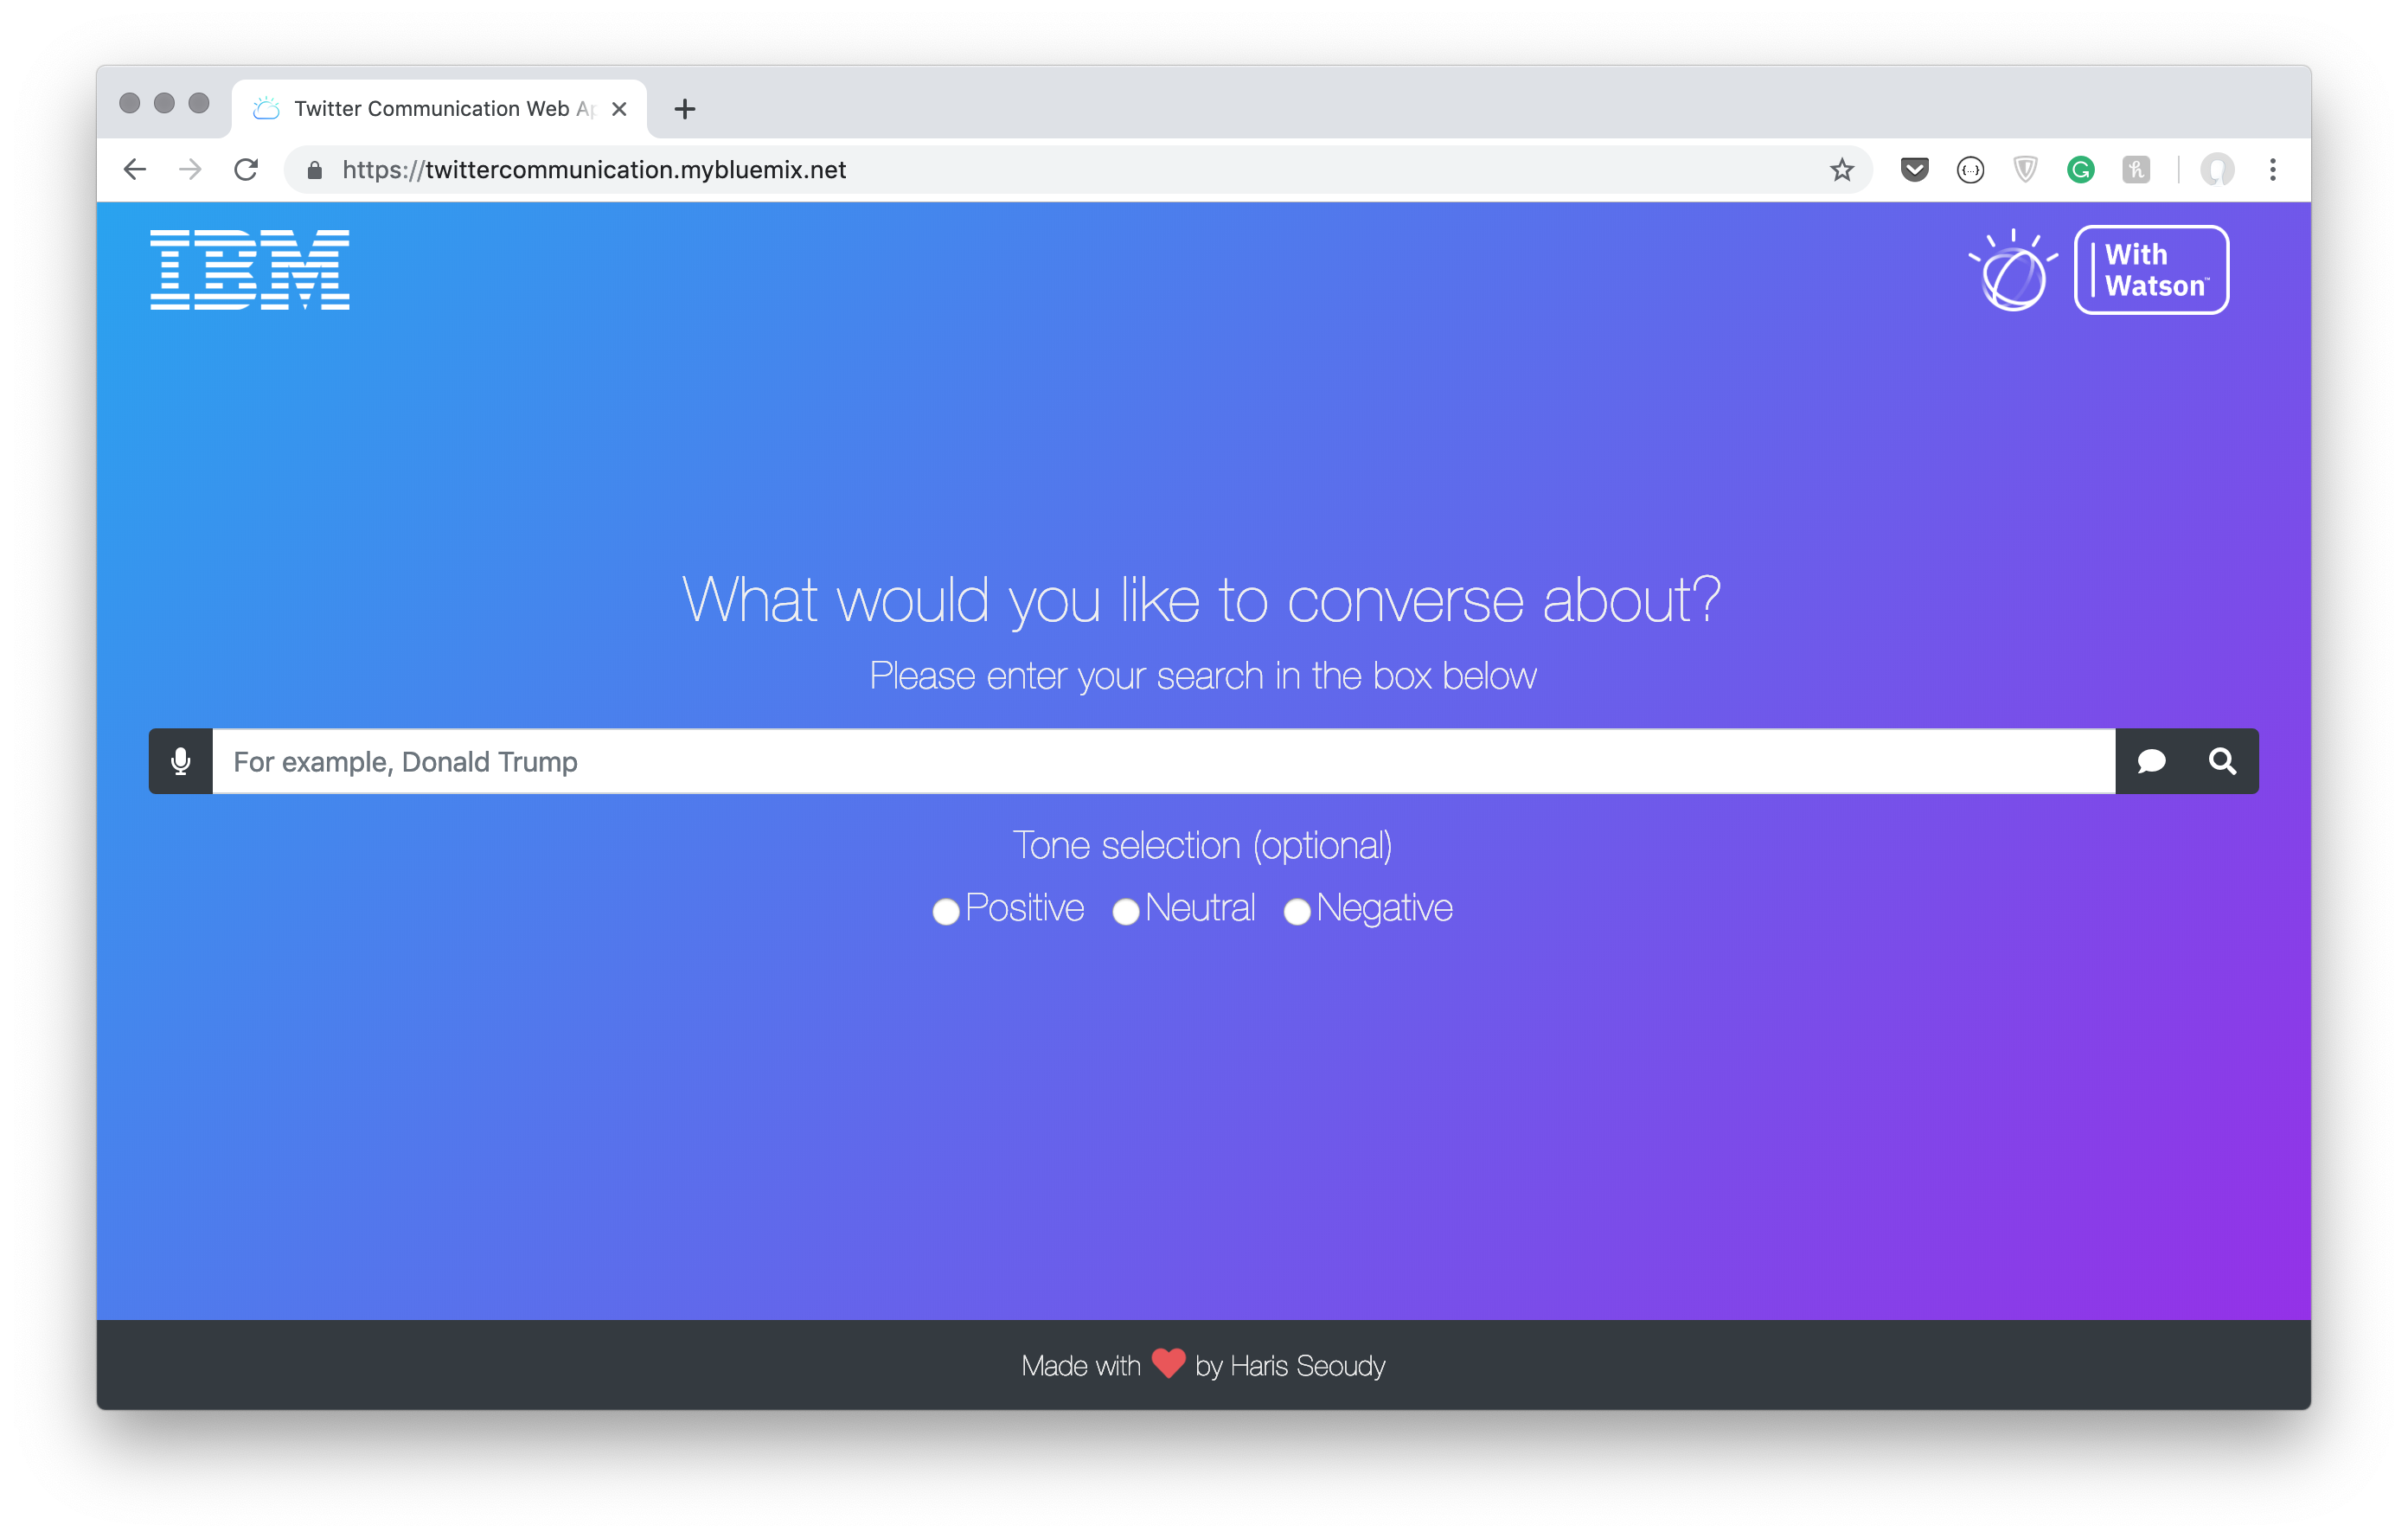 Twitter Communication Web Ap
https://twittercommunication.mybluemix.net
IBM
With
Watson™
What would you like to converse about?
Please enter your search in the box below
For example, Donald Trump
Tone selection (optional)
Positive Neutral Negative
Made with ❤ by Haris Seoudy